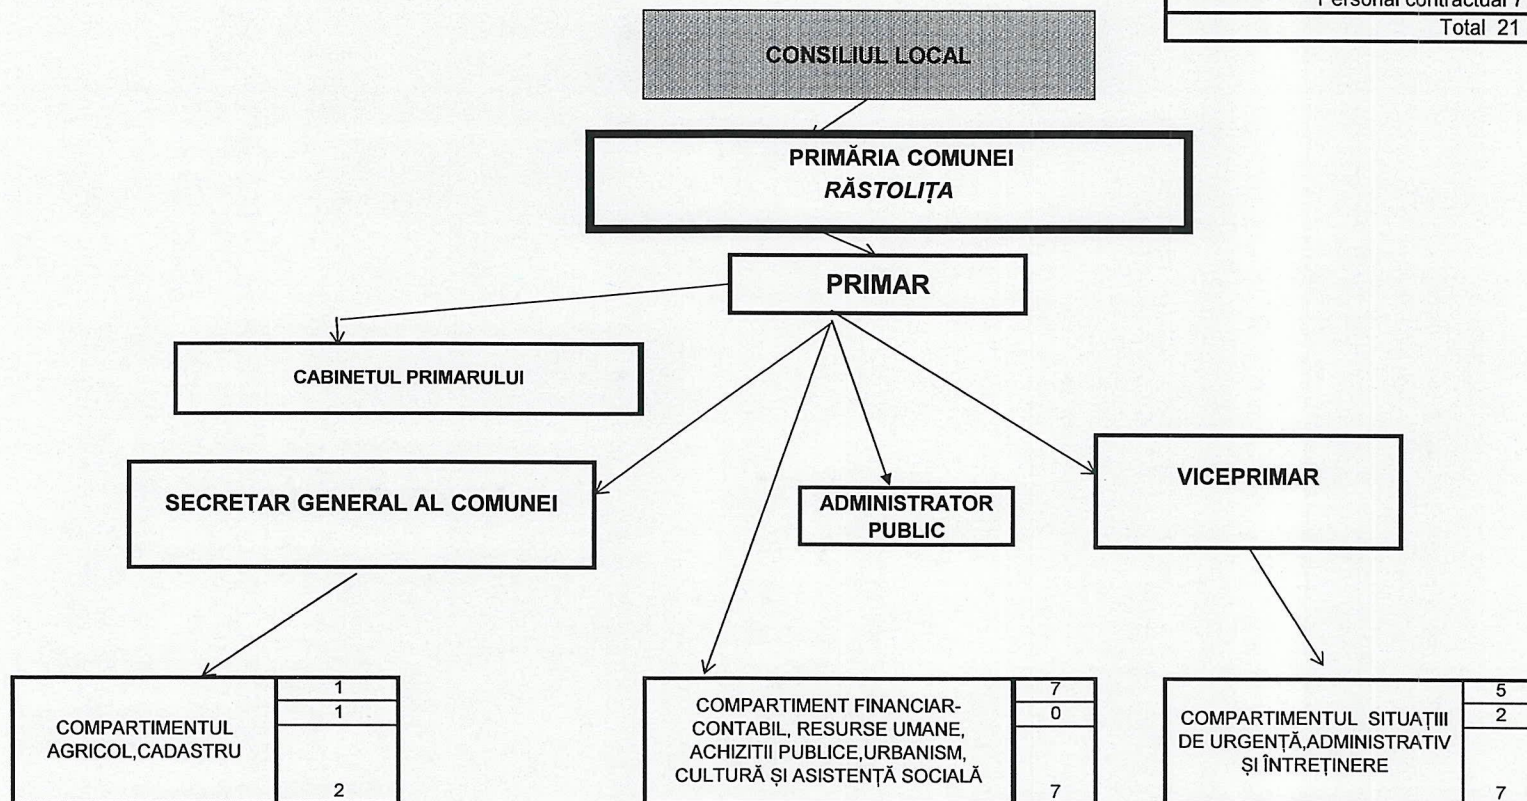 Personal contractual 7
Total 21
CONSILIUL LOCAL
PRIMĂRIA COMUNEI
RĂSTOLIȚA
PRIMAR
CABINETUL PRIMARULUI
SECRETAR GENERAL AL COMUNEI
ADMINISTRATOR
PUBLIC
VICEPRIMAR
COMPARTIMENTUL
AGRICOL,CADASTRU
1
1
2
COMPARTIMENT FINANCIAR-
CONTABIL, RESURSE UMANE,
ACHIZITII PUBLICE,URBANISM,
CULTURĂ ȘI ASISTENȚĂ SOCIALĂ
7
0
7
COMPARTIMENTUL SITUAȚIII
DE URGENȚĂ,ADMINISTRATIV
ȘI ÎNTREȚINERE
5
2
7